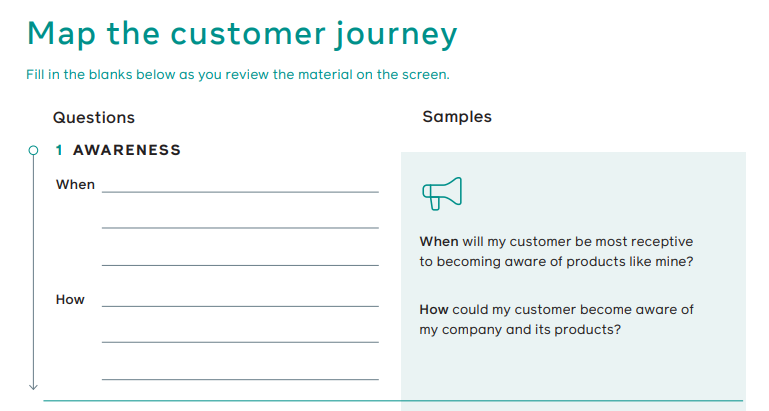 Map the customer journey
Fill in the blanks below as you review the material on the screen.
Questions
Samples
1 AWARENESS
When
How
When will my customer be most receptive
to becoming aware of products like mine?
How could my customer become aware of
my company and its products?